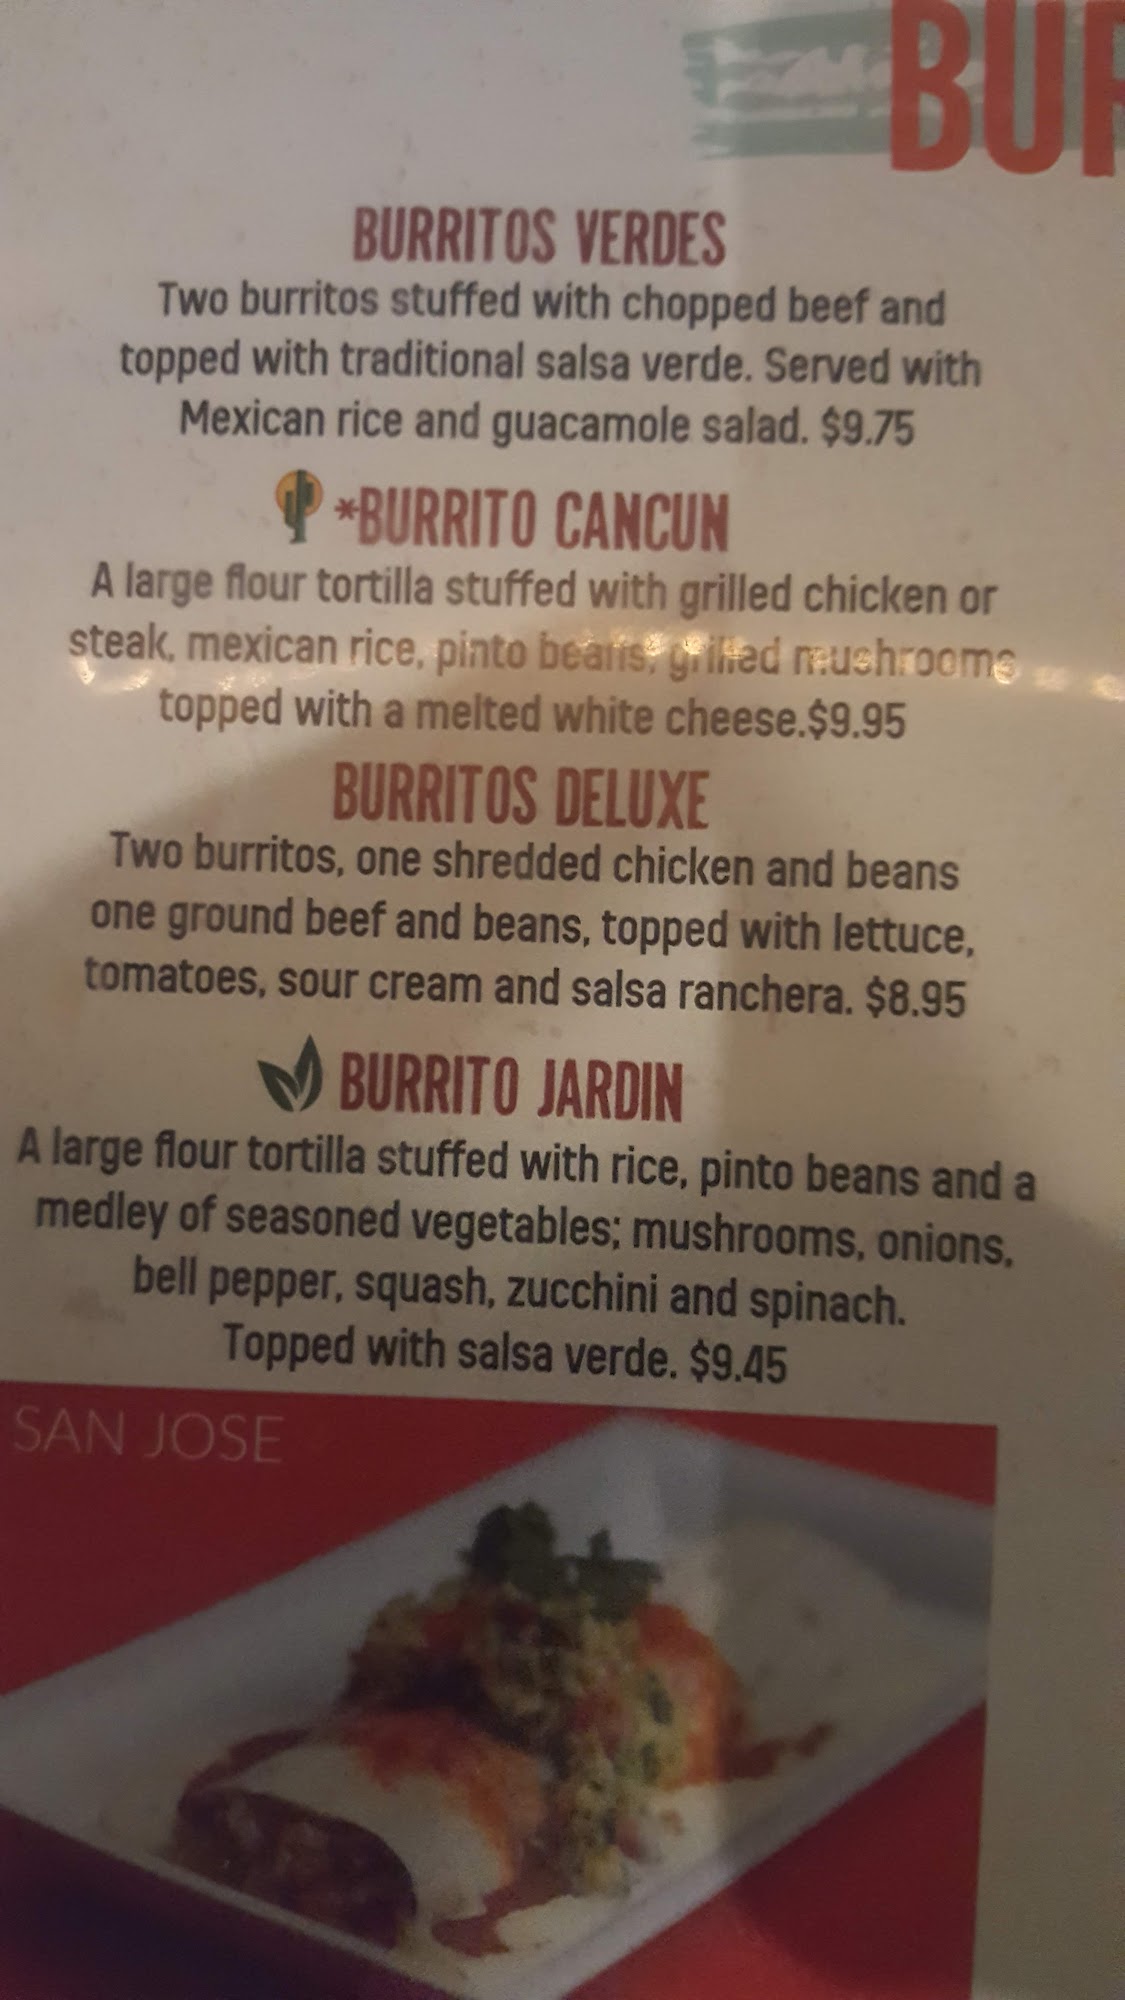 BUR
BURRITOS VERDES
Two burritos stuffed with chopped beef and
topped with traditional salsa verde. Served with
Mexican rice and guacamole salad. $9.75
*BURRITO CANCUN
A large flour tortilla stuffed with grilled chicken or
steak, mexican rice, pinto beans, grilled mushrooms
topped with a melted white cheese.$9.95
BURRITOS DELUXE
Two burritos, one shredded chicken and beans
one ground beef and beans, topped with lettuce,
tomatoes, sour cream and salsa ranchera. $8.95
BURRITO JARDIN
A large flour tortilla stuffed with rice, pinto beans and a
medley of seasoned vegetables; mushrooms, onions,
bell pepper, squash, zucchini and spinach.
Topped with salsa verde. $9.45
SAN JOSE